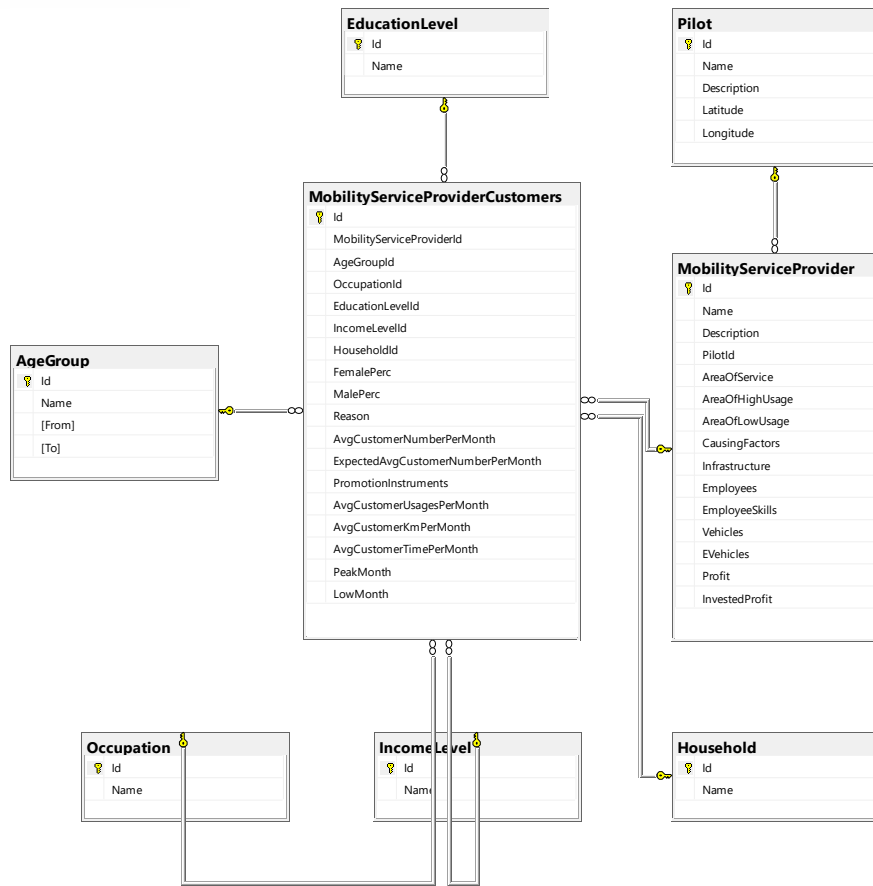 EducationLevel
Id
Name
Pilot
Id
Name
Description
Latitude
Longitude
MobilityServiceProviderCustomers
Id
MobilityServiceProviderId
AgeGroupId
OccupationId
EducationLevelId
IncomeLevelId
HouseholdId
FemalePerc
MalePerc
Reason
AvgCustomerNumberPerMonth
ExpectedAvgCustomerNumberPerMonth
PromotionInstruments
AvgCustomerUsagesPerMonth
AvgCustomerKmPerMonth
AvgCustomerTimePerMonth
PeakMonth
LowMonth
MobilityServiceProvider
Id
Name
Description
PilotId
AreaOfService
AreaOfHighUsage
AreaOfLowUsage
CausingFactors
Infrastructure
Employees
EmployeeSkills
Vehicles
EVehicles
Profit
InvestedProfit
AgeGroup
Id
Name
[From]
[To]
Occupation
Id
Name
IncomeLevel
Id
Name
Household
Id
Name